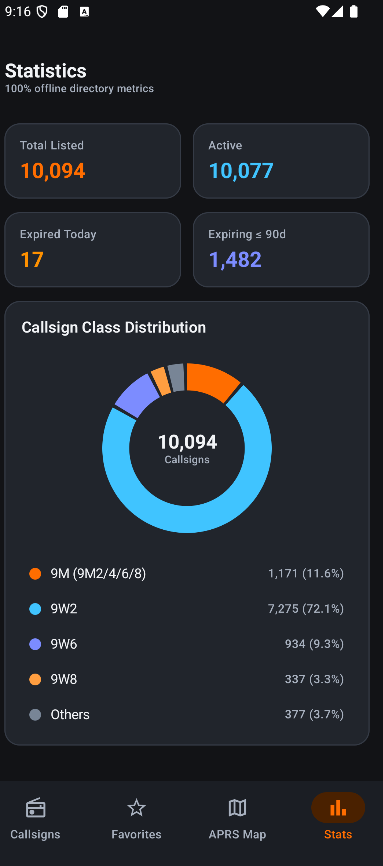 9:16
A
Statistics
100% offline directory metrics
Total Listed
10,094
Active
10,077
Expired Today
17
Expiring ≤ 90d
1,482
Callsign Class Distribution
10,094
Callsigns
9M (9M2/4/6/8) 1,171 (11.6%)
9W2 7,275 (72.1%)
9W6 934 (9.3%)
9W8 337 (3.3%)
Others 377 (3.7%)
Callsigns Favorites APRS Map Stats